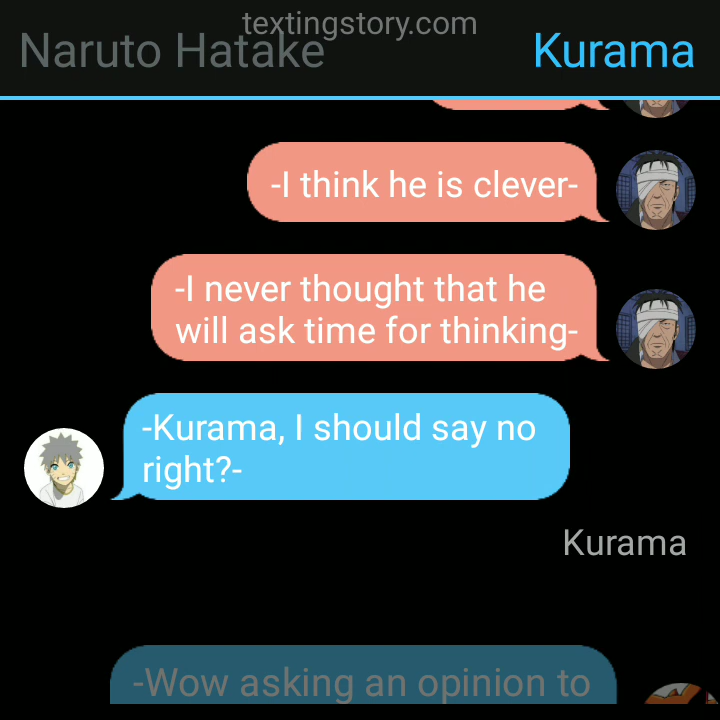 textingstory.com
Naruto Hatake
Kurama
-I think he is clever-
-I never thought that he
will ask time for thinking-
-Kurama, I should say no
right?-
Kurama
-Wow asking an opinion to